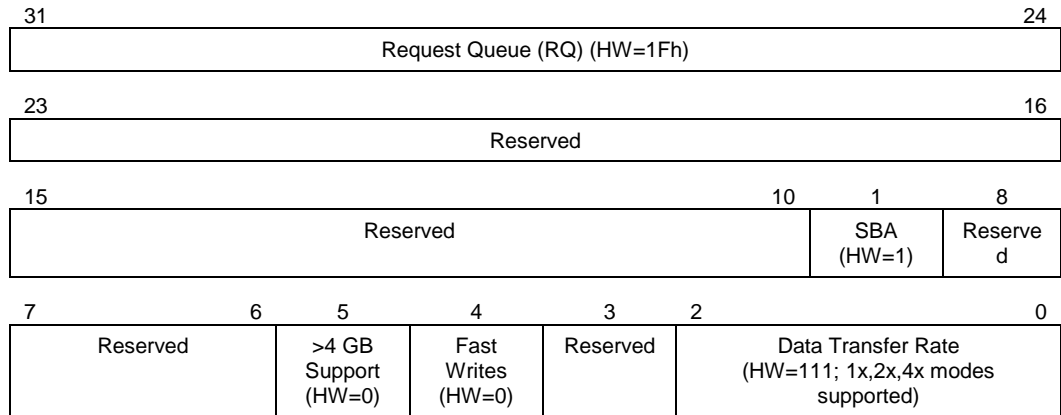 31 24
Request Queue (RQ) (HW=1Fh)
23 16
Reserved
15 10 1 8
Reserved SBA Reserve
(HW=1) d
7 6 5 4 3 2 0
Reserved >4 GB Fast Reserved Data Transfer Rate
Support Writes (HW=111; 1x,2x,4x modes
(HW=0) (HW=0) supported)